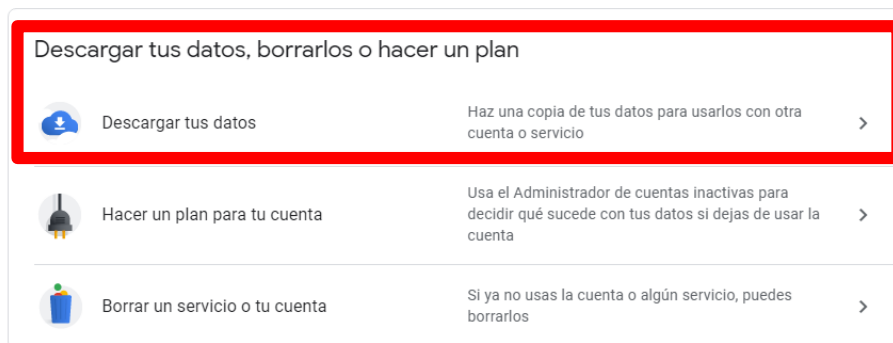 Descargar tus datos, borrarlos o hacer un plan
Descargar tus datos
Haz una copia de tus datos para usarlos con otra
cuenta o servicio
Hacer un plan para tu cuenta
Usa el Administrador de cuentas inactivas para
decidir qué sucede con tus datos si dejas de usar la
cuenta
Borrar un servicio o tu cuenta
Si ya no usas la cuenta o algún servicio, puedes
borrarlos